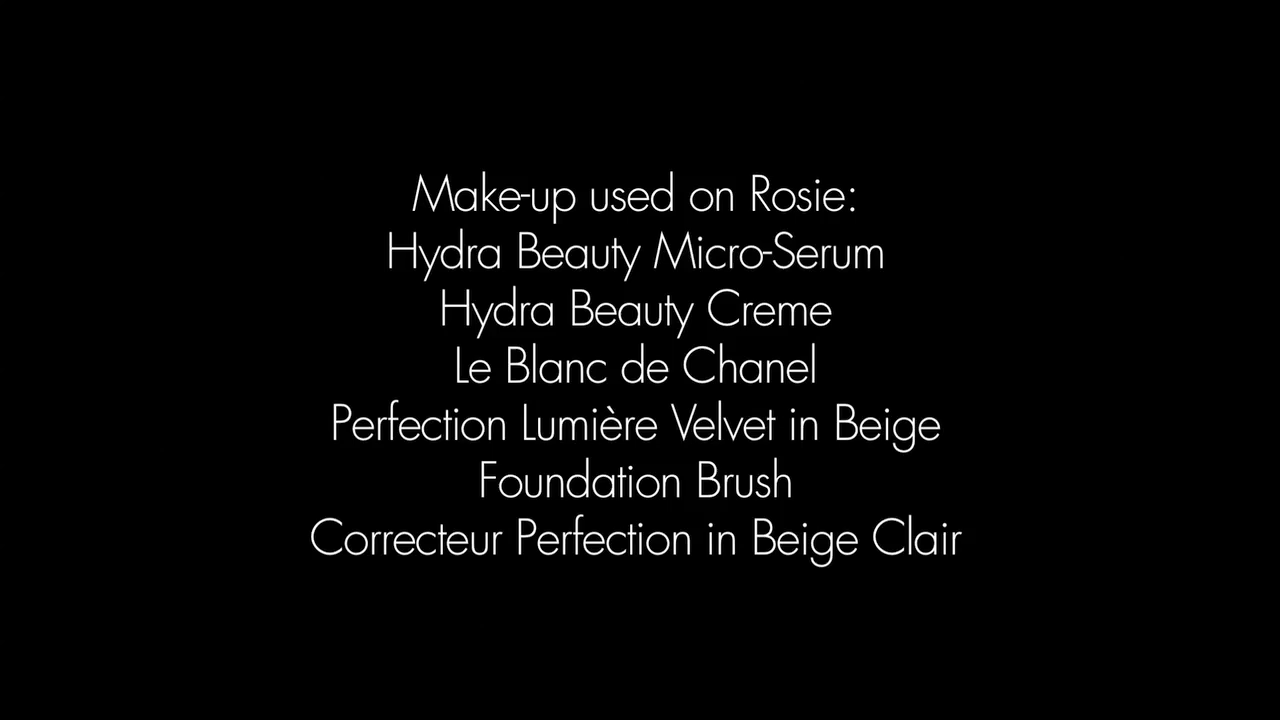 Make-up used on Rosie:
Hydra Beauty Micro-Serum
Hydra Beauty Creme
Le Blanc de Chanel
Perfection Lumière Velvet in Beige
Foundation Brush
Correcteur Perfection in Beige Clair